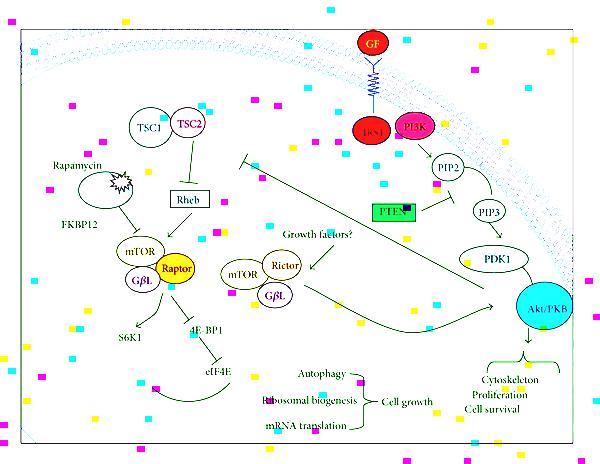 GF
TSC1
TSC2
IRS1
PI3K
Rapamycin
PIP2
Rheb
PTEN
PIP3
FKBP12
Growth factors?
mTOR
Raptor
GβL
mTOR
Rictor
GβL
PDK1
Akt/PKB
S6K1
4E-BP1
eIF4E
Autophagy
Ribosomal biogenesis
mRNA translation
Cell growth
Cytoskeleton
Proliferation
Cell survival